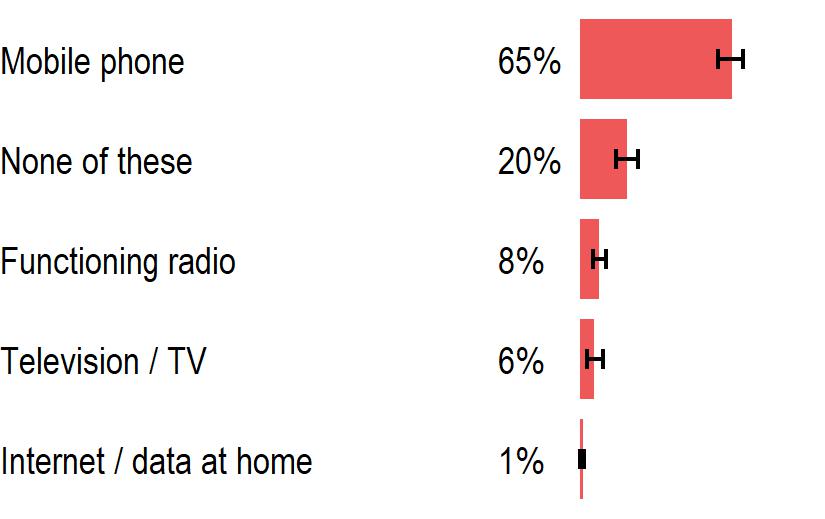 Mobile phone 65%
None of these 20%
Functioning radio 8%
Television / TV 6%
Internet / data at home 1%